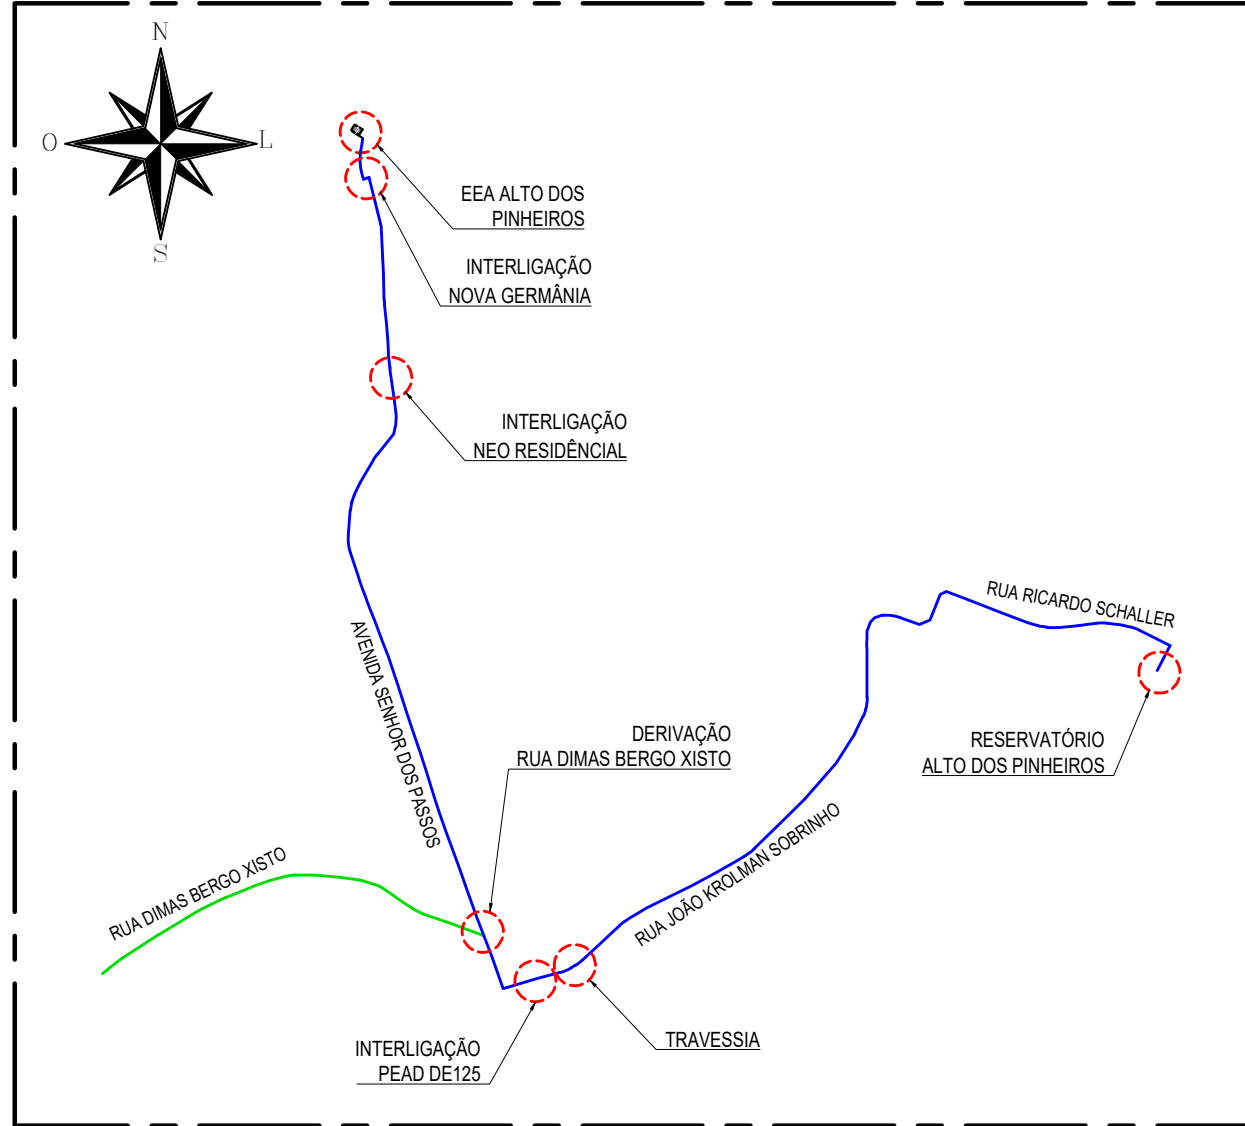 N
O
L
S
EEA ALTO DOS
PINHEIROS
INTERLIGAÇÃO
NOVA GERMÂNIA
INTERLIGAÇÃO
NEO RESIDÊNCIAL
RUA RICARDO SCHALLER
AVENIDA SENHOR DOS PASSOS
DERIVAÇÃO
RUA DIMAS BERGO XISTO
RESERVATÓRIO
ALTO DOS PINHEIROS
RUA JOÃO KROLMAN SOBRINHO
RUA DIMAS BERGO XISTO
TRAVESSIA
INTERLIGAÇÃO
PEAD DE125